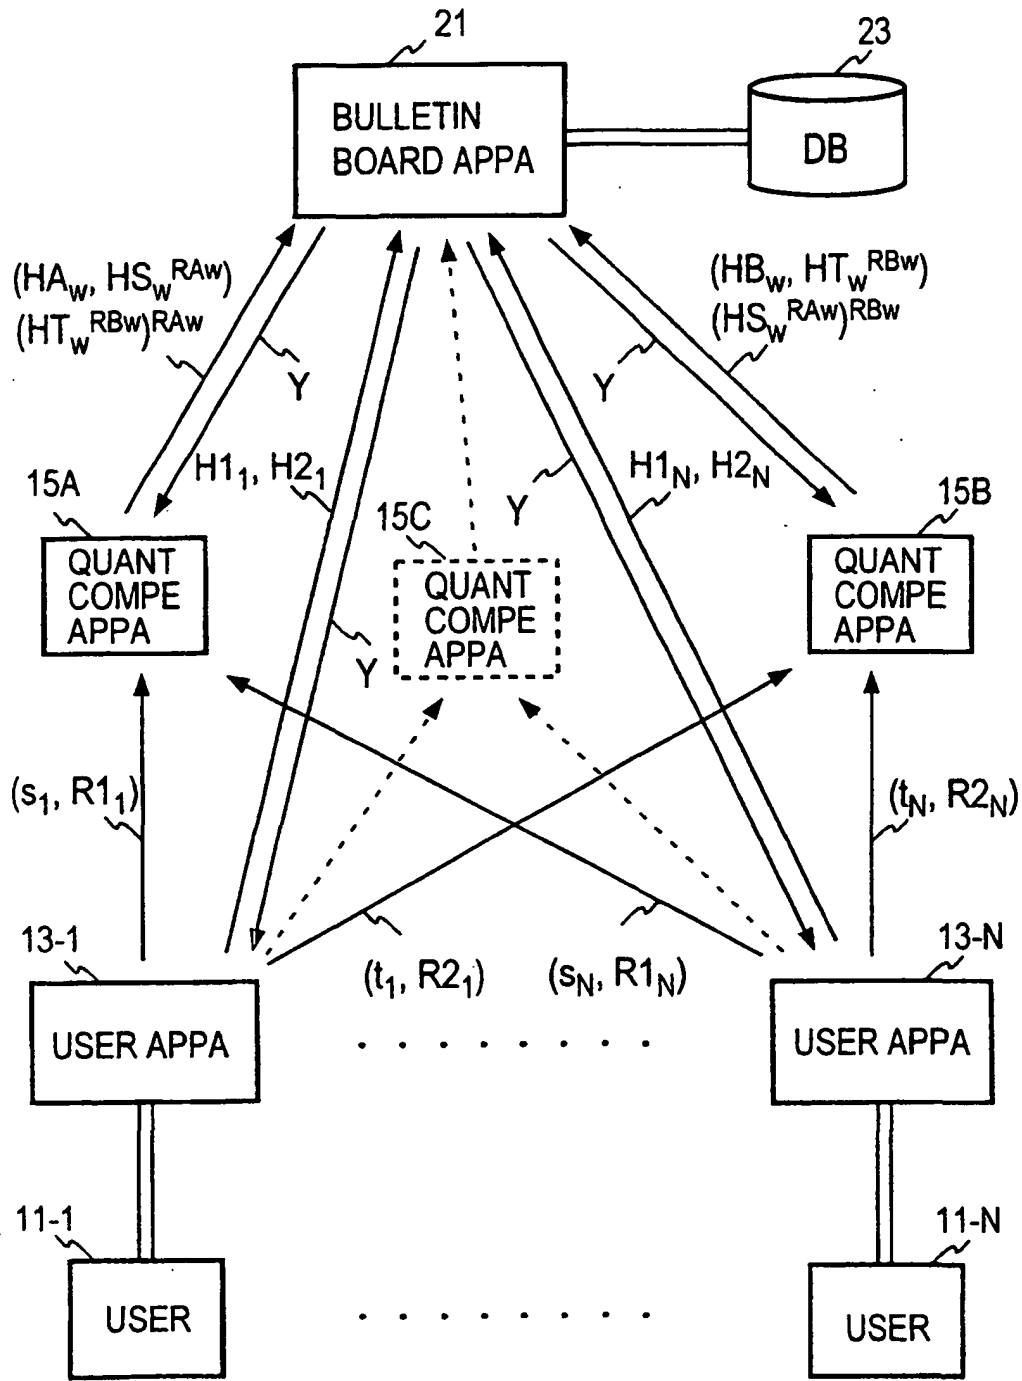 21
23
BULLETIN
BOARD APPA
DB
(HA_w, HS_w^RAw)
(HT_w^RBw)^RAw
(HB_w, HT_w^RBw)
(HS_w^RAw)^RBw
Y
Y
H1_1, H2_1
Y
H1_N, H2_N
15A
15C
Y
15B
QUANT
COMPE
APPA
QUANT
COMPE
APPA
QUANT
COMPE
APPA
Y
(s_1, R1_1)
(t_N, R2_N)
13-1
(t_1, R2_1)
(s_N, R1_N)
13-N
USER APPA
USER APPA
11-1
11-N
USER
USER